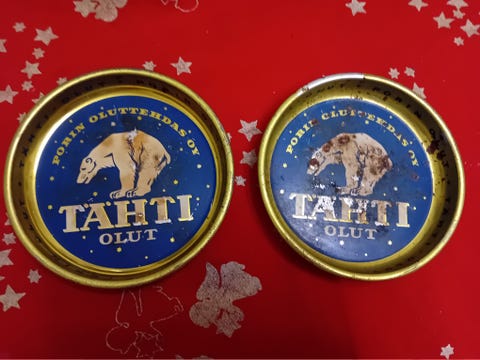 PORIN OLUTTEHDAS OY
TÄHTI
OLUT
PORIN OLUTTEHDAS OY
TÄHTI
OLUT